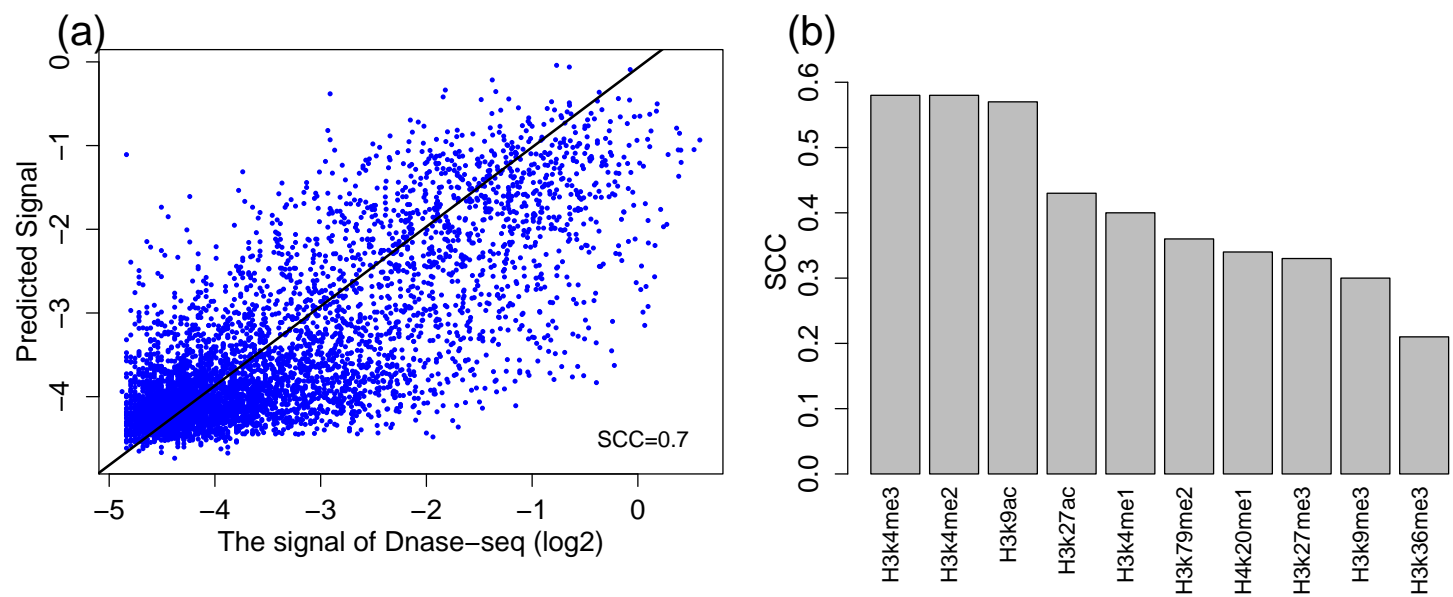 (a)
0
−1
−2
−3
−4
Predicted Signal
SCC=0.7
−5
−4
−3
−2
−1
0
The signal of Dnase−seq (log2)
(b)
0.6
0.5
0.4
0.3
0.2
0.1
0.0
SCC
H3k4me3
H3k4me2
H3k9ac
H3k27ac
H3k4me1
H3k79me2
H4k20me1
H3k27me3
H3k9me3
H3k36me3